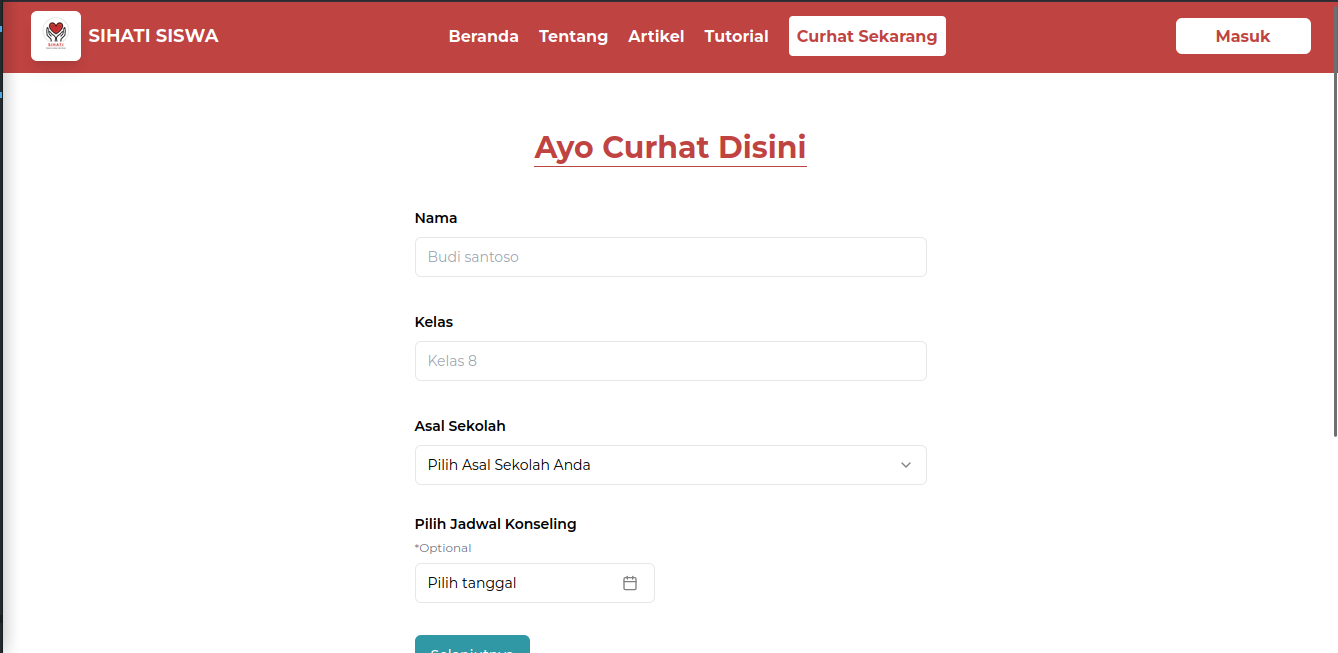 SIHATI
SIHATI SISWA
Beranda
Tentang
Artikel
Tutorial
Curhat Sekarang
Masuk
Ayo Curhat Disini
Nama
Budi santoso
Kelas
Kelas 8
Asal Sekolah
Pilih Asal Sekolah Anda
Pilih Jadwal Konseling
*Optional
Pilih tanggal
Selanjutnya